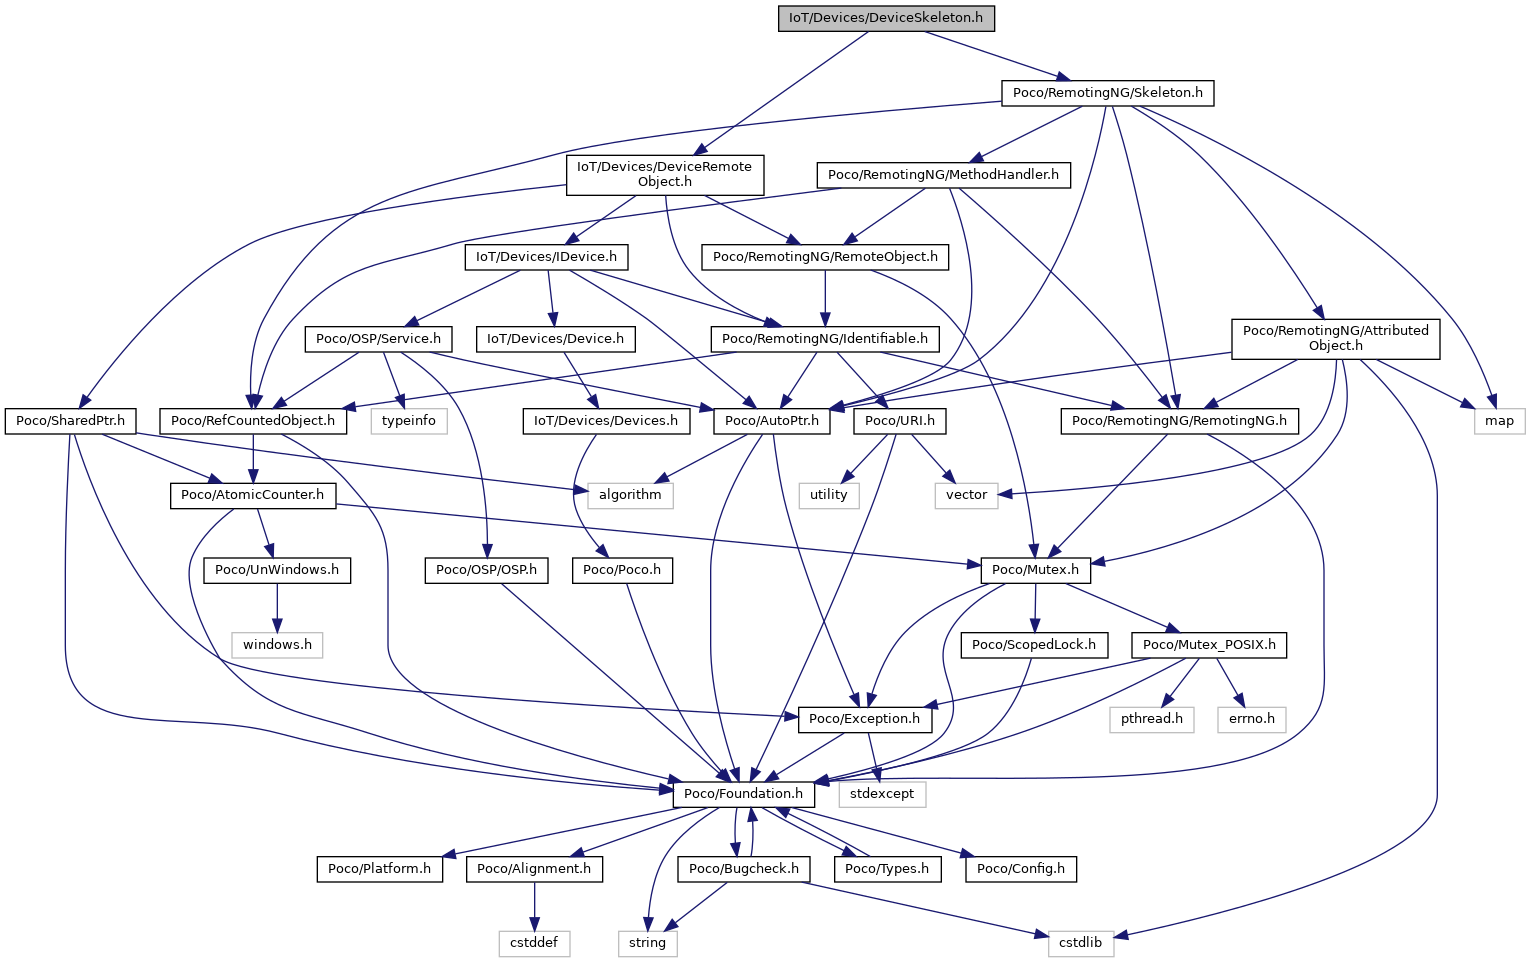 IoT/Devices/DeviceSkeleton.h
Poco/RemotingNG/Skeleton.h
IoT/Devices/DeviceRemote
Object.h
Poco/RemotingNG/MethodHandler.h
IoT/Devices/IDevice.h
Poco/RemotingNG/RemoteObject.h
Poco/OSP/Service.h
IoT/Devices/Device.h
Poco/RemotingNG/Identifiable.h
Poco/RemotingNG/Attributed
Object.h
Poco/SharedPtr.h
Poco/RefCountedObject.h
typeinfo
IoT/Devices/Devices.h
Poco/AutoPtr.h
Poco/URI.h
Poco/RemotingNG/RemotingNG.h
map
Poco/AtomicCounter.h
algorithm
utility
vector
Poco/UnWindows.h
Poco/OSP/OSP.h
Poco/Poco.h
Poco/Mutex.h
windows.h
Poco/ScopedLock.h
Poco/Mutex_POSIX.h
Poco/Exception.h
pthread.h
errno.h
Poco/Foundation.h
stdexcept
Poco/Platform.h
Poco/Alignment.h
Poco/Bugcheck.h
Poco/Types.h
Poco/Config.h
cstddef
string
cstdlib